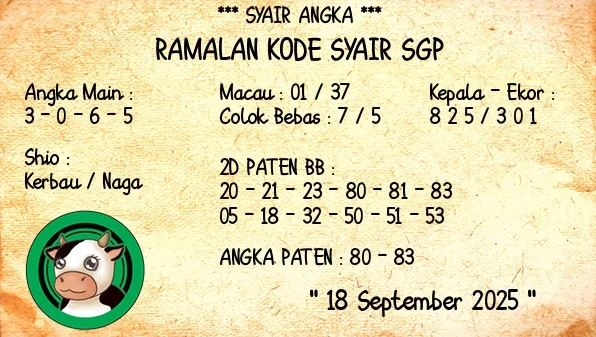 *** SYAIR ANGKA ***
RAMALAN KODE SYAIR SGP
Angka Main :
3 - 0 - 6 - 5
Shio :
Kerbau / Naga
Macau : 01 / 37
Colok Bebas : 7 / 5
Kepala - Ekor :
8 2 5 / 3 0 1
2D PATEN BB :
20 - 21 - 23 - 80 - 81 - 83
05 - 18 - 32 - 50 - 51 - 53
ANGKA PATEN : 80 - 83
" 18 September 2025 "